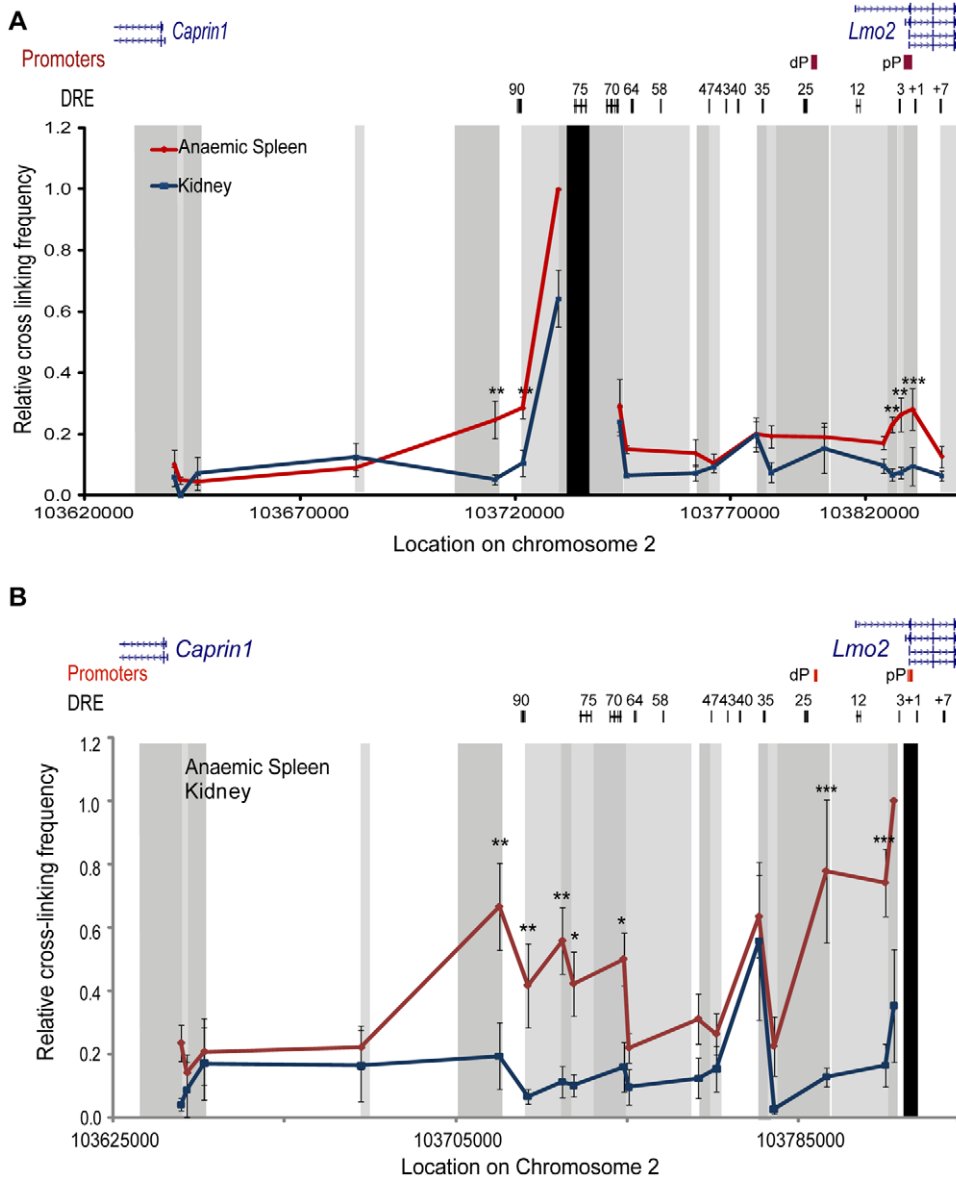 A
Caprin1
Lmo2
Promoters
dP
pP
DRE
90 75 70 64 58 47 43 40 35 25 12 3 +1 +7
1.2
1.0
0.8
0.6
0.4
0.2
0.0
Relative cross linking frequency
Anaemic Spleen
Kidney
** ** ** ** ***
103620000 103670000 103720000 103770000 103820000
Location on chromosome 2
B
Caprin1
Lmo2
Promoters
dP
pP
DRE
90 75 70 64 58 47 43 40 35 25 12 3 +1 +7
1.2
1.0
0.8
0.6
0.4
0.2
0.0
Relative cross-linking frequency
Anaemic Spleen
Kidney
** ** ** * * *** ***
103625000 103705000 103785000
Location on Chromosome 2